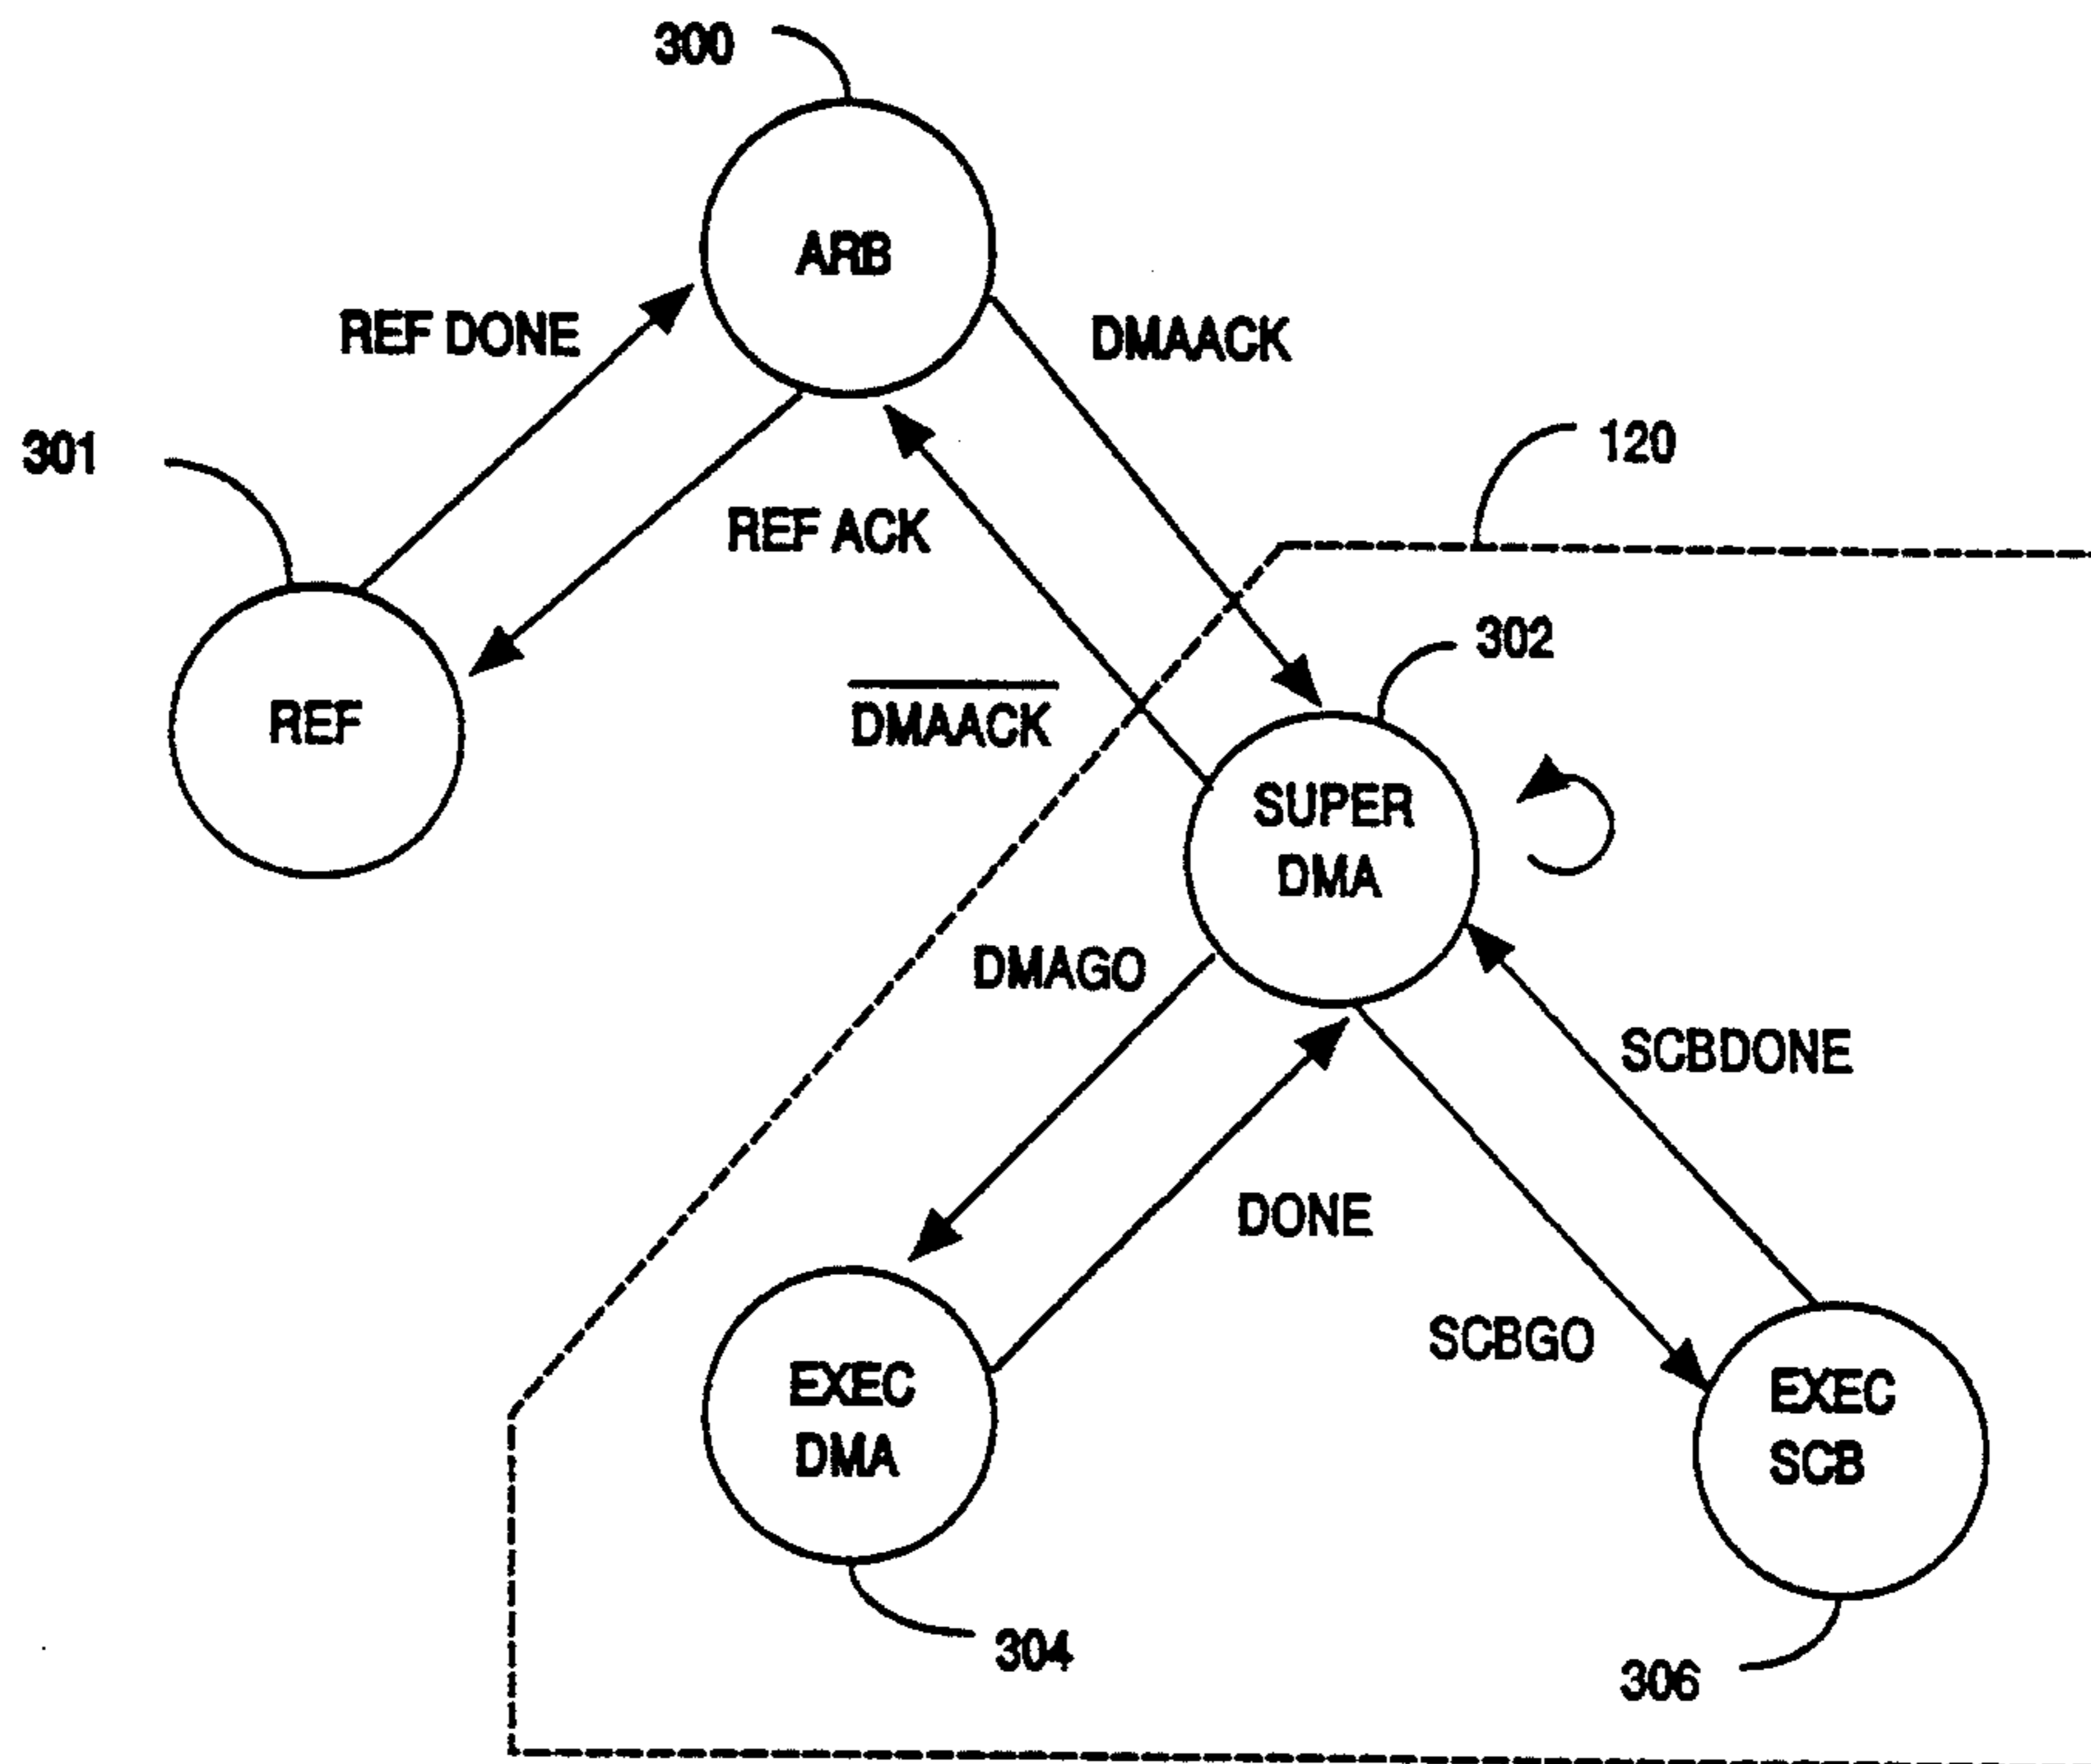 300
ARB
REF DONE
DMAACK
301
120
REF ACK
302
REF
DMAACK
SUPER
DMA
DMAGO
SCBDONE
DONE
SCBGO
EXEC
DMA
EXEC
SCB
304
306